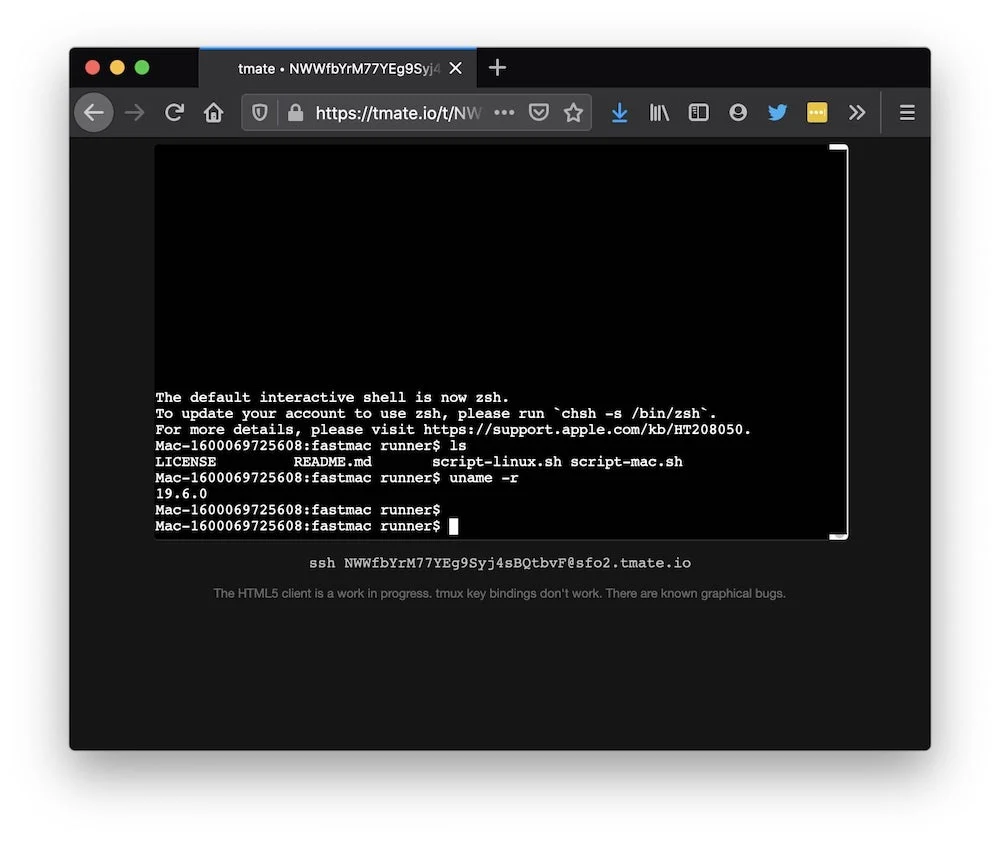 tmate • NWWfbYrM77YEg9Syj4
https://tmate.io/t/NW
The default interactive shell is now zsh.
To update your account to use zsh, please run `chsh -s /bin/zsh`.
For more details, please visit https://support.apple.com/kb/HT208050.
Mac-1600069725608:fastmac runner$ ls
LICENSE README.md script-linux.sh script-mac.sh
Mac-1600069725608:fastmac runner$ uname -r
19.6.0
Mac-1600069725608:fastmac runner$
Mac-1600069725608:fastmac runner$
ssh NWWfbYrM77YEg9Syj4sBQtbvF@sfo2.tmate.io
The HTML5 client is a work in progress. tmux key bindings don't work. There are known graphical bugs.